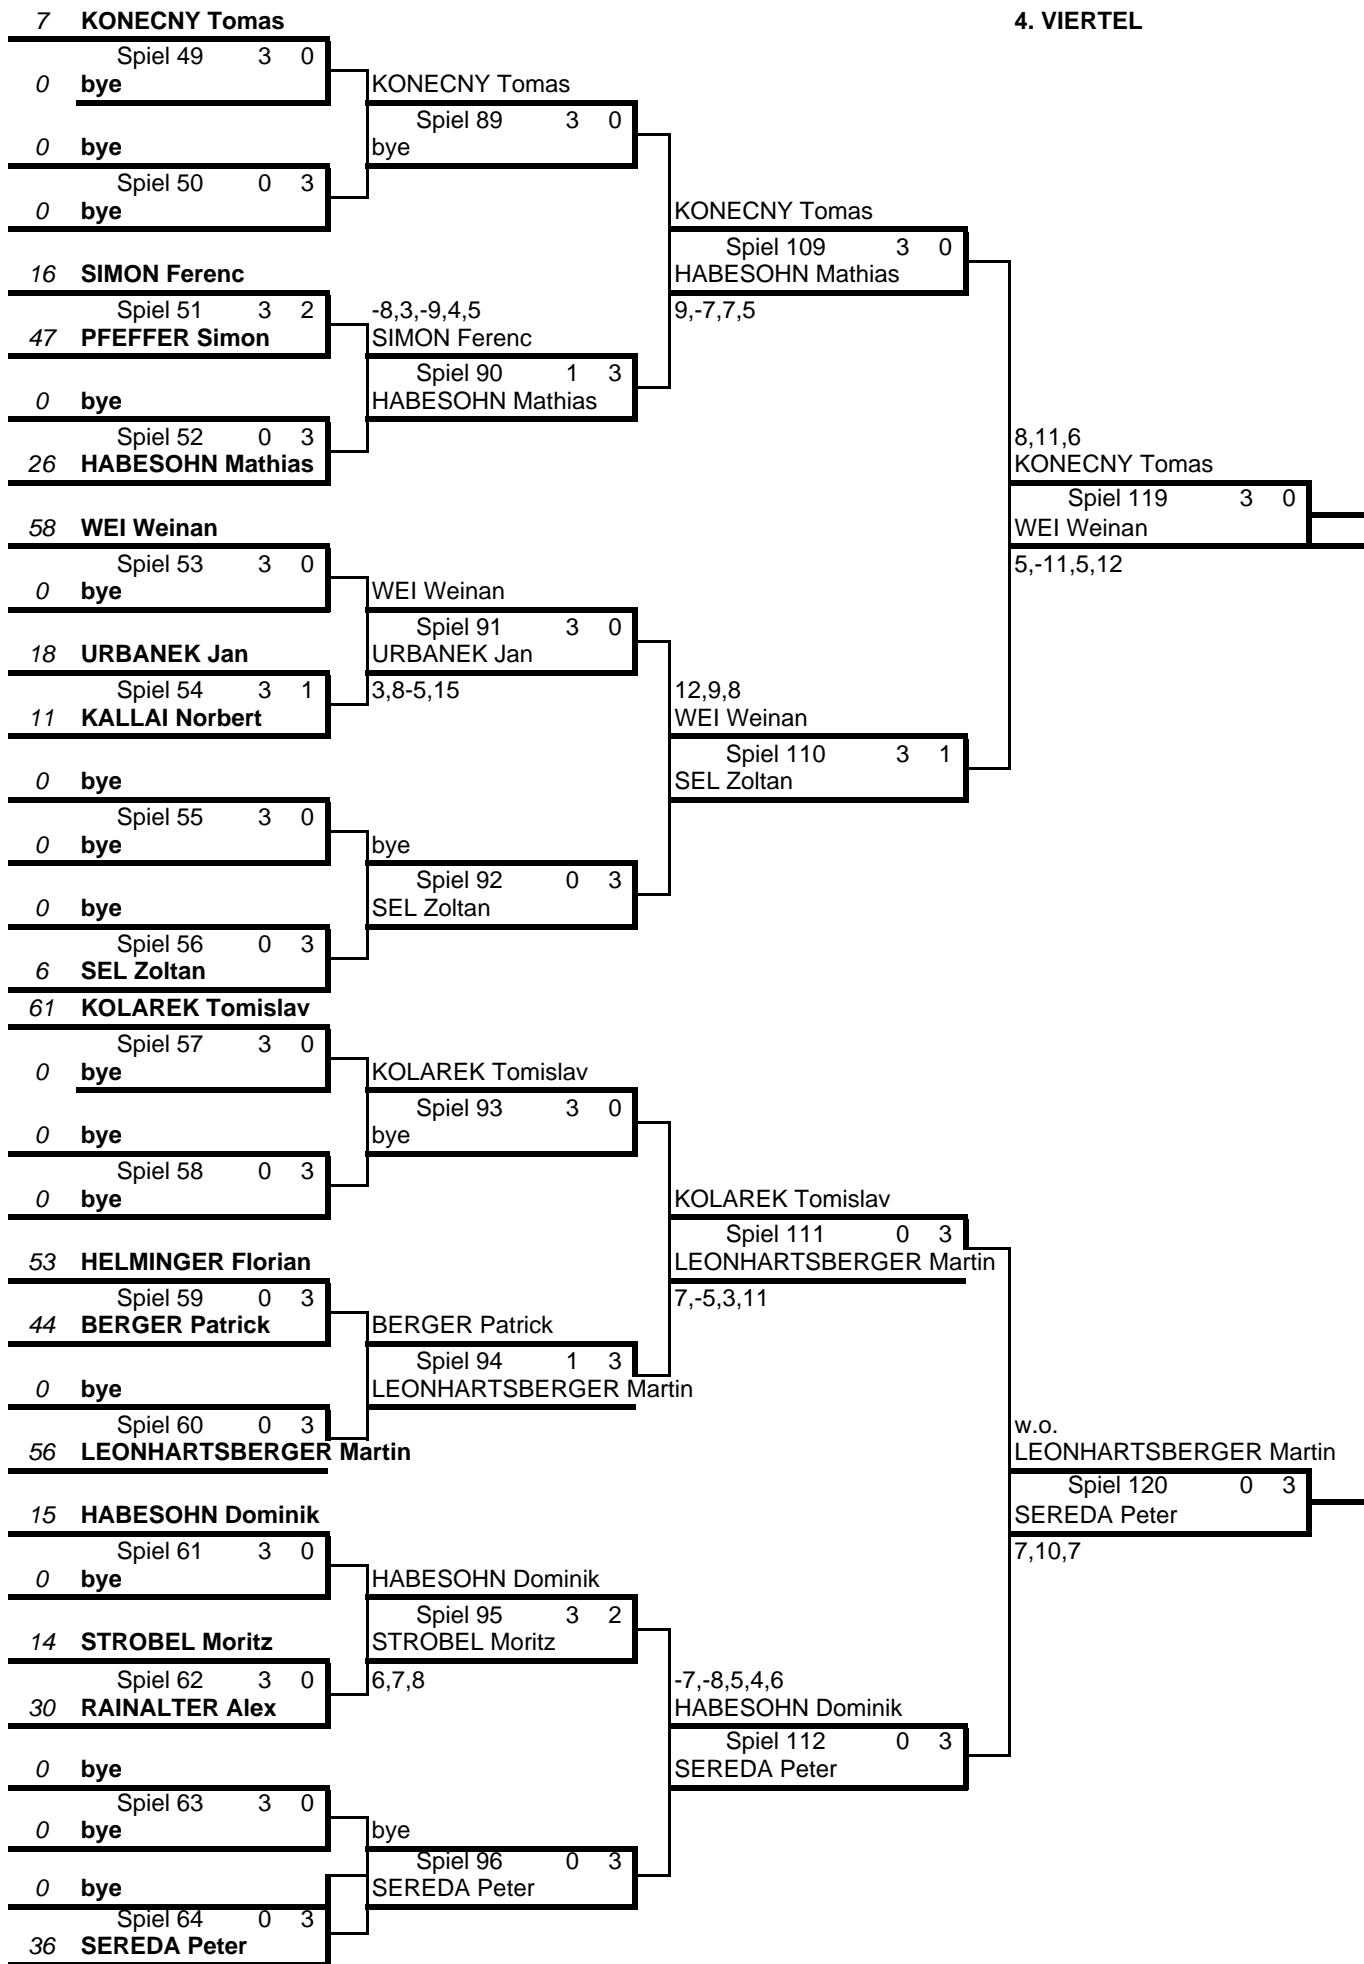 7 KONECNY Tomas
4. VIERTEL
Spiel 49 3 0
0 bye
KONECNY Tomas
Spiel 89 3 0
0 bye
bye
Spiel 50 0 3
0 bye
KONECNY Tomas
Spiel 109 3 0
16 SIMON Ferenc
HABESOHN Mathias
Spiel 51 3 2
-8,3,-9,4,5
9,-7,7,5
47 PFEFFER Simon
SIMON Ferenc
Spiel 90 1 3
0 bye
HABESOHN Mathias
Spiel 52 0 3
8,11,6
26 HABESOHN Mathias
KONECNY Tomas
Spiel 119 3 0
58 WEI Weinan
WEI Weinan
Spiel 53 3 0
5,-11,5,12
0 bye
WEI Weinan
Spiel 91 3 0
18 URBANEK Jan
URBANEK Jan
Spiel 54 3 1
3,8-5,15
12,9,8
11 KALLAI Norbert
WEI Weinan
Spiel 110 3 1
0 bye
SEL Zoltan
Spiel 55 3 0
0 bye
bye
Spiel 92 0 3
0 bye
SEL Zoltan
Spiel 56 0 3
6 SEL Zoltan
61 KOLAREK Tomislav
Spiel 57 3 0
0 bye
KOLAREK Tomislav
Spiel 93 3 0
0 bye
bye
Spiel 58 0 3
0 bye
KOLAREK Tomislav
Spiel 111 0 3
53 HELMINGER Florian
LEONHARTSBERGER Martin
Spiel 59 0 3
7,-5,3,11
44 BERGER Patrick
BERGER Patrick
Spiel 94 1 3
0 bye
LEONHARTSBERGER Martin
Spiel 60 0 3
w.o.
56 LEONHARTSBERGER Martin
LEONHARTSBERGER Martin
Spiel 120 0 3
15 HABESOHN Dominik
SEREDA Peter
Spiel 61 3 0
7,10,7
0 bye
HABESOHN Dominik
Spiel 95 3 2
14 STROBEL Moritz
STROBEL Moritz
Spiel 62 3 0
6,7,8
-7,-8,5,4,6
30 RAINALTER Alex
HABESOHN Dominik
Spiel 112 0 3
0 bye
SEREDA Peter
Spiel 63 3 0
0 bye
bye
Spiel 96 0 3
0 bye
SEREDA Peter
Spiel 64 0 3
36 SEREDA Peter